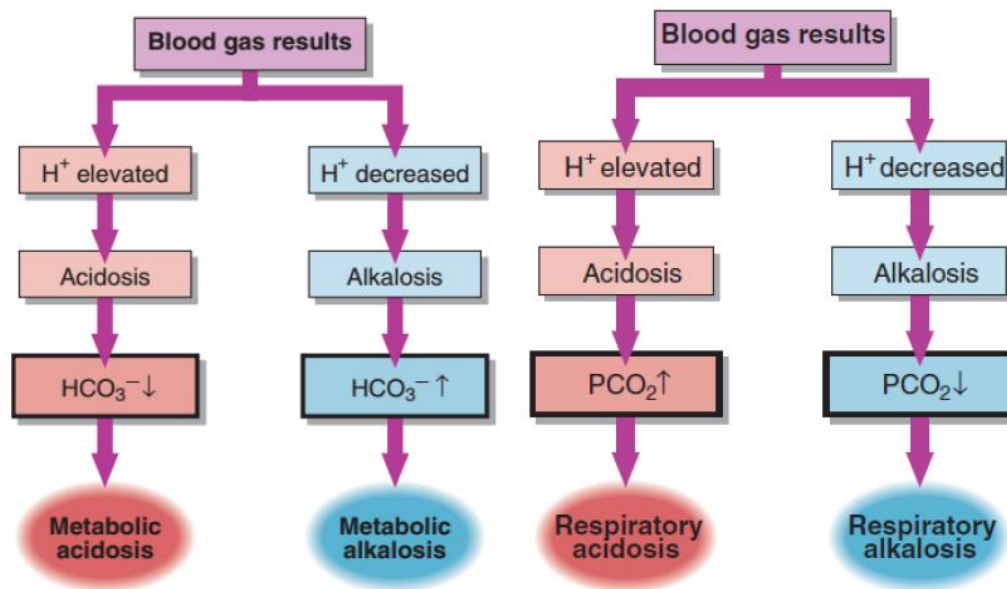 Blood gas results
H⁺ elevated
H⁺ decreased
Acidosis
Alkalosis
HCO₃⁻↓
HCO₃⁻↑
Metabolic
acidosis
Metabolic
alkalosis
Blood gas results
H⁺ elevated
H⁺ decreased
Acidosis
Alkalosis
PCO₂↑
PCO₂↓
Respiratory
acidosis
Respiratory
alkalosis